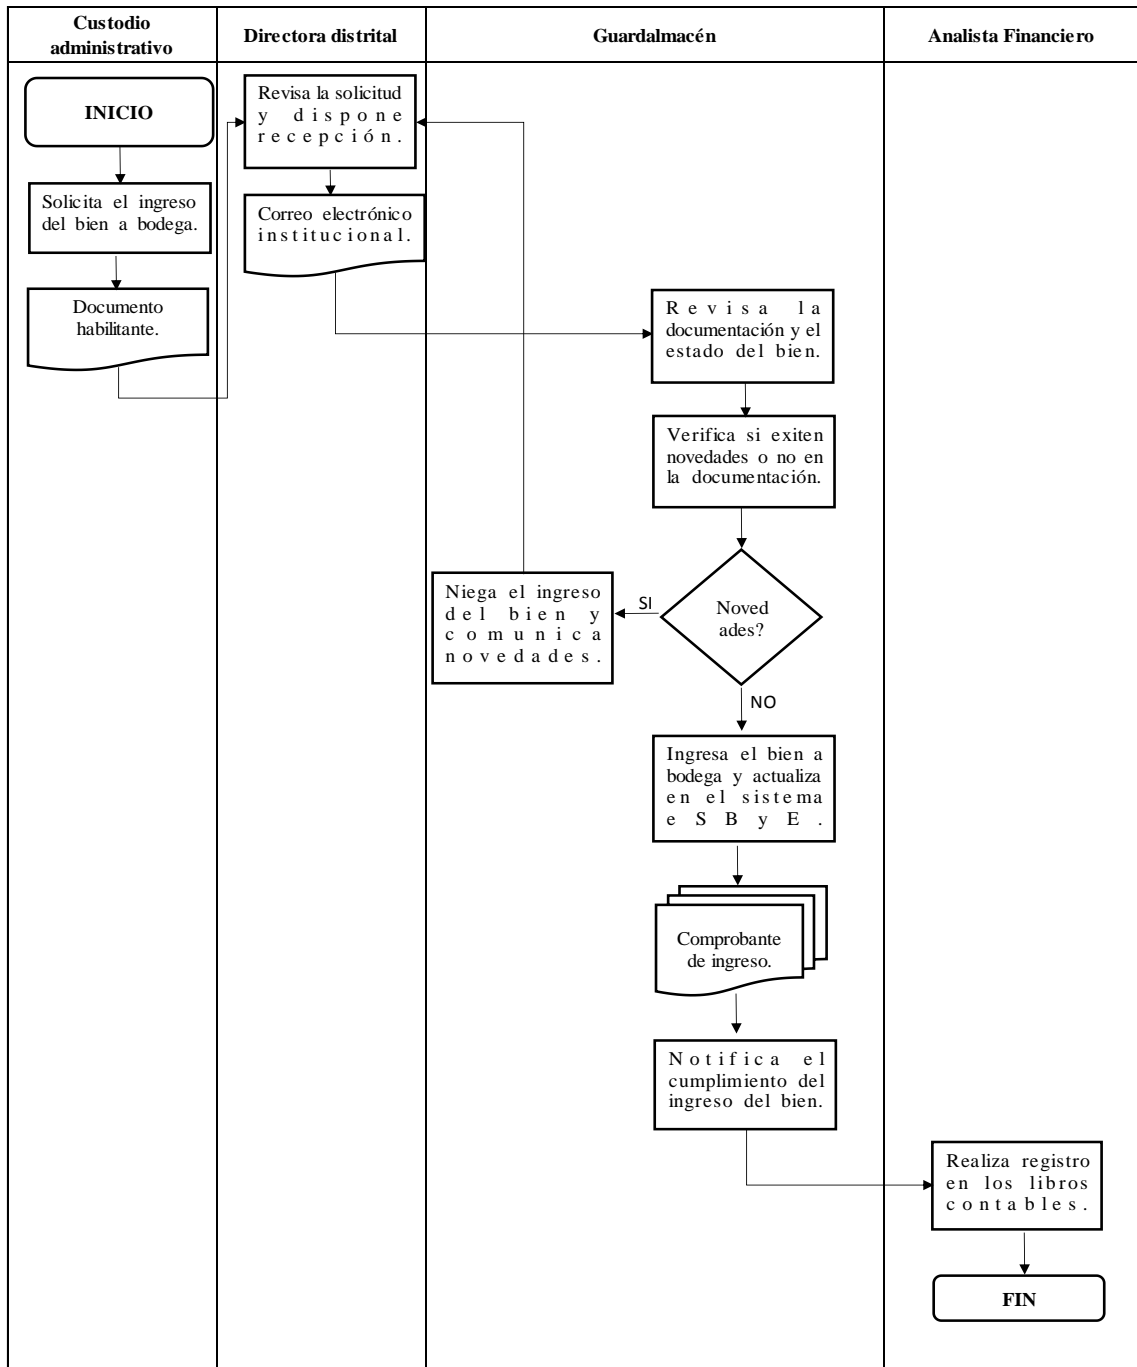 Custodio
administrativo
Directora distrital
Guardalmacén
Analista Financiero
INICIO
Solicita el ingreso
del bien a bodega.
Documento
habilitante.
Revisa la solicitud
y dispone
recepción.
Correo electrónico
institucional.
Revisa la
documentación y el
estado del bien.
Verifica si exiten
novedades o no en
la documentación.
Noved
ades?
SI
Niega el ingreso
del bien y
comunica
novedades.
NO
Ingresa el bien a
bodega y actualiza
en el sistema
eSByE.
Comprobante
de ingreso.
Notifica el
cumplimiento del
ingreso del bien.
Realiza registro
en los libros
contables.
FIN